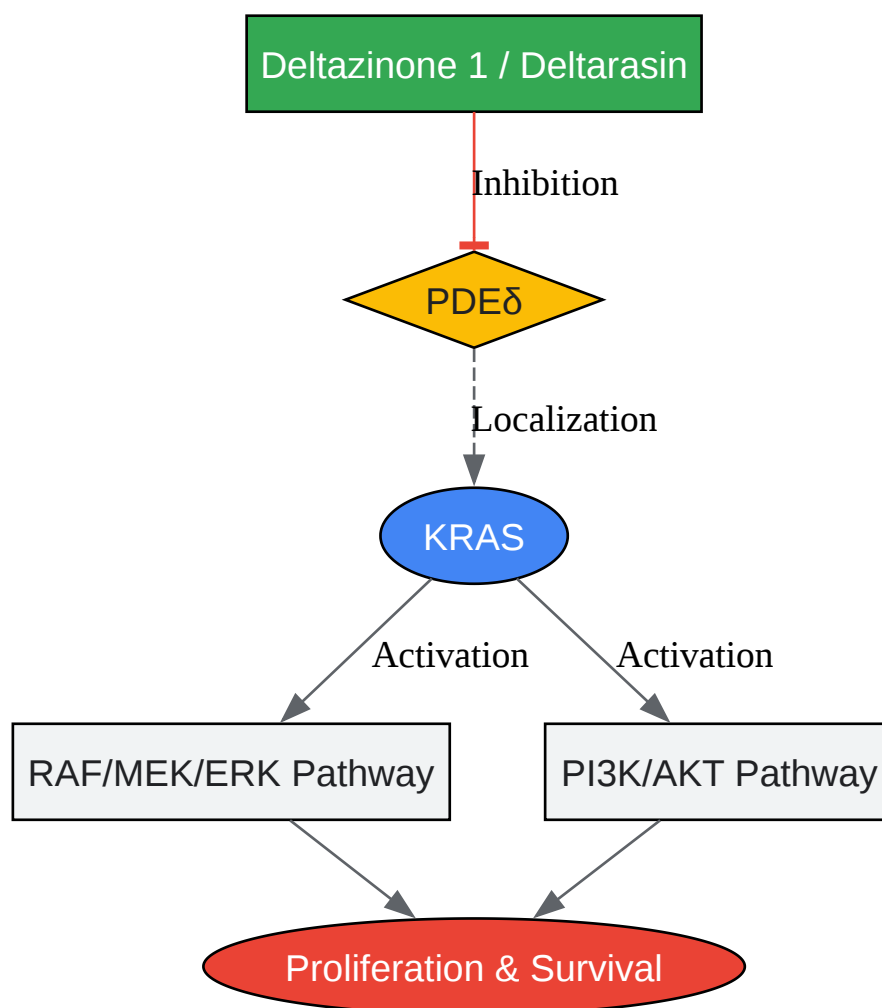 Deltazinone 1 / Deltarasin
Inhibition
PDEδ
Localization
KRAS
Activation
Activation
RAF/MEK/ERK Pathway
PI3K/AKT Pathway
Proliferation & Survival